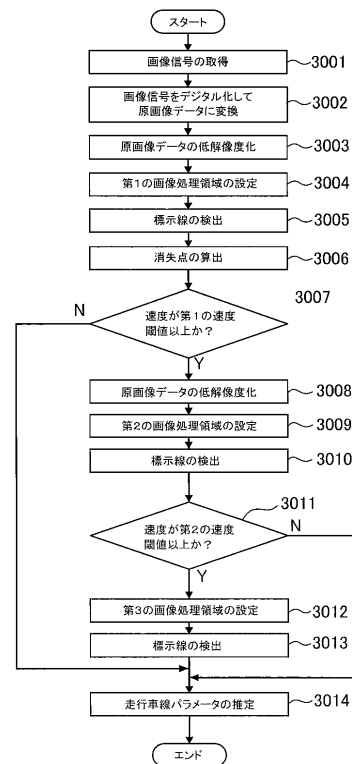 スタート
画像信号の取得
3001
画像信号をデジタル化して
原画像データに変換
3002
原画像データの低解像度化
3003
第1の画像処理領域の設定
3004
標示線の検出
3005
消失点の算出
3006
3007
N
速度が第1の速度
閾値以上か?
Y
原画像データの低解像度化
3008
第2の画像処理領域の設定
3009
標示線の検出
3010
3011
速度が第2の速度
閾値以上か?
N
Y
第3の画像処理領域の設定
3012
標示線の検出
3013
走行車線パラメータの推定
3014
エンド